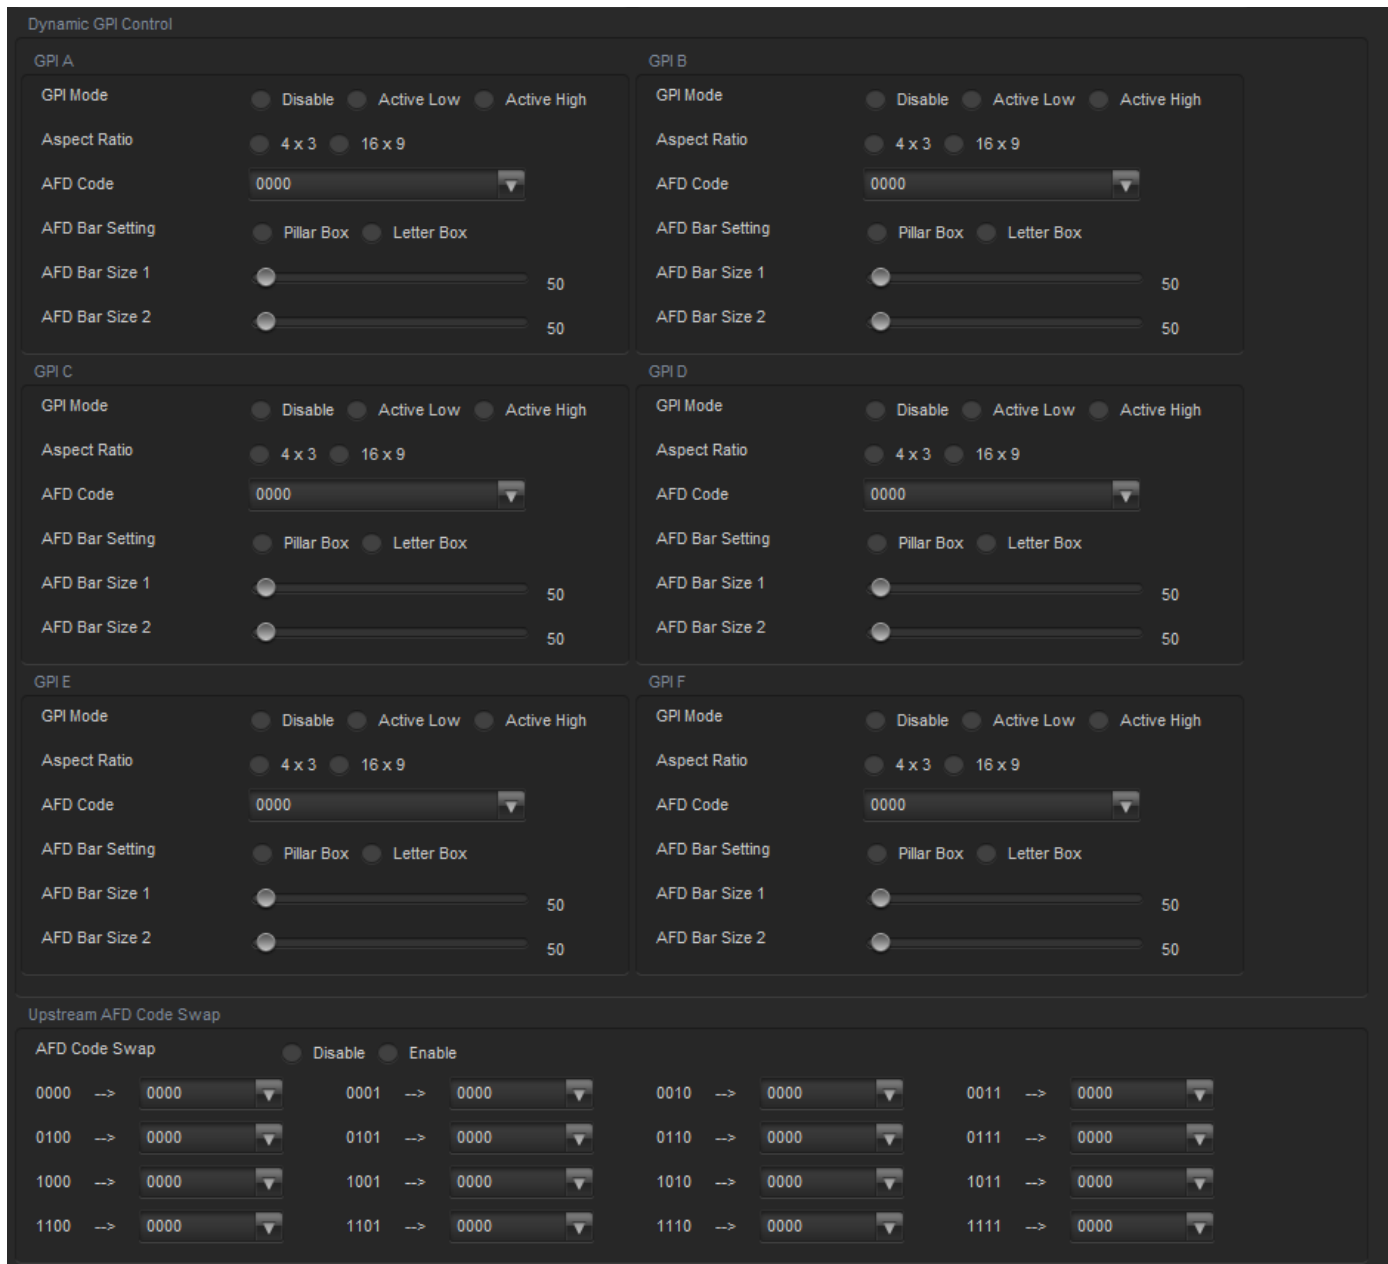 Dynamic GPI Control
GPI A
GPI Mode Disable Active Low Active High
Aspect Ratio 4 x 3 16 x 9
AFD Code 0000
AFD Bar Setting Pillar Box Letter Box
AFD Bar Size 1 50
AFD Bar Size 2 50
GPI B
GPI Mode Disable Active Low Active High
Aspect Ratio 4 x 3 16 x 9
AFD Code 0000
AFD Bar Setting Pillar Box Letter Box
AFD Bar Size 1 50
AFD Bar Size 2 50
GPI C
GPI Mode Disable Active Low Active High
Aspect Ratio 4 x 3 16 x 9
AFD Code 0000
AFD Bar Setting Pillar Box Letter Box
AFD Bar Size 1 50
AFD Bar Size 2 50
GPI D
GPI Mode Disable Active Low Active High
Aspect Ratio 4 x 3 16 x 9
AFD Code 0000
AFD Bar Setting Pillar Box Letter Box
AFD Bar Size 1 50
AFD Bar Size 2 50
GPI E
GPI Mode Disable Active Low Active High
Aspect Ratio 4 x 3 16 x 9
AFD Code 0000
AFD Bar Setting Pillar Box Letter Box
AFD Bar Size 1 50
AFD Bar Size 2 50
GPI F
GPI Mode Disable Active Low Active High
Aspect Ratio 4 x 3 16 x 9
AFD Code 0000
AFD Bar Setting Pillar Box Letter Box
AFD Bar Size 1 50
AFD Bar Size 2 50
Upstream AFD Code Swap
AFD Code Swap Disable Enable
0000 --> 0000 0001 --> 0000 0010 --> 0000 0011 --> 0000
0100 --> 0000 0101 --> 0000 0110 --> 0000 0111 --> 0000
1000 --> 0000 1001 --> 0000 1010 --> 0000 1011 --> 0000
1100 --> 0000 1101 --> 0000 1110 --> 0000 1111 --> 0000